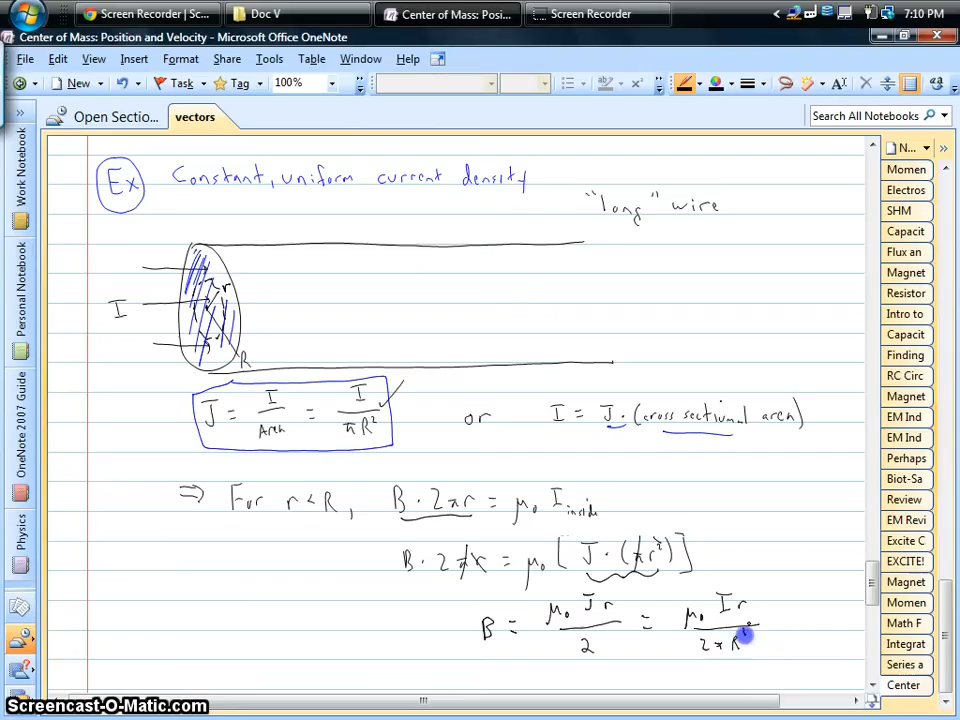 Screen Recorder | Sc...
Doc V
Center of Mass: Posi...
Screen Recorder
7:10 PM
Center of Mass: Position and Velocity - Microsoft Office OneNote
File Edit View Insert Format Share Tools Table Window Help
New Task Tag 100%
Open Sectio... vectors Search All Notebooks
Work Notebook
Personal Notebook
OneNote 2007 Guide
Physics
N...
Momen
Electros
SHM
Capacit
Flux an
Magnet
Resistor
Intro to
Capacit
Finding
RC Circ
Magnet
EM Ind
EM Ind
Perhaps
Biot-Sa
Review
EM Revi
Excite C
EXCITE!
Magnet
Momen
Math F
Integrat
Series a
Center
Ex Constant, uniform current density
"long" wire
r
I
R
J = I / Area = I / πR² or I = J · (cross sectional area)
⇒ For r < R, B · 2πr = μ₀ I inside
B · 2πr = μ₀ [ J · (πr²) ]
B = μ₀ J r / 2 = μ₀ I r / 2πR
Screencast-O-Matic.com